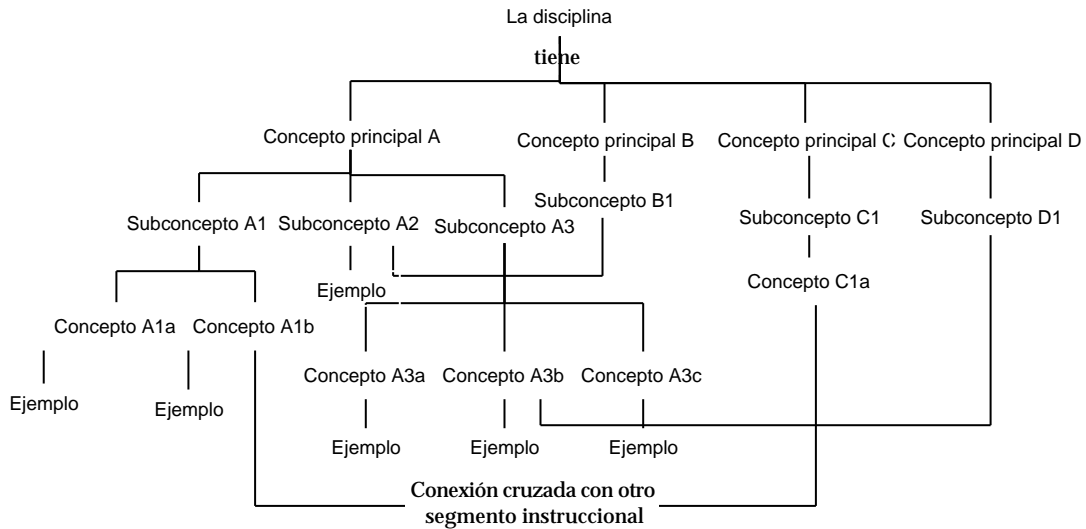 La disciplina
tiene
Concepto principal A
Concepto principal B
Concepto principal C
Concepto principal D
Subconcepto A1
Subconcepto A2
Subconcepto A3
Subconcepto B1
Subconcepto C1
Subconcepto D1
Ejemplo
Concepto C1a
Concepto A1a
Concepto A1b
Concepto A3a
Concepto A3b
Concepto A3c
Ejemplo
Ejemplo
Ejemplo
Ejemplo
Ejemplo
Conexión cruzada con otro
segmento instruccional